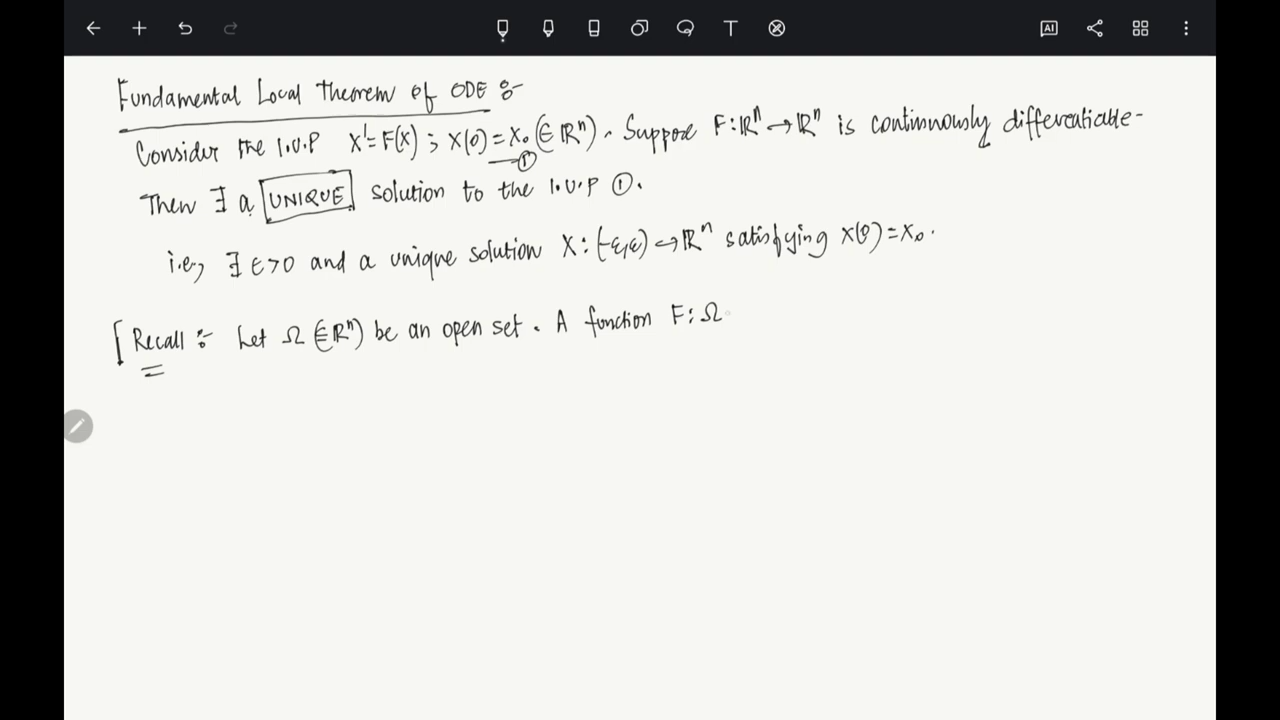 Fundamental Local Theorem of ODE :-
Consider the I.V.P X' = F(X) ; X(0) = X₀ (∈ ℝⁿ). Suppose F: ℝⁿ → ℝⁿ is continuously differentiable.
①
Then ∃ a UNIQUE solution to the I.V.P ①.
i.e., ∃ ε>0 and a unique solution X: (-ε,ε) → ℝⁿ satisfying X(0) = X₀.
[Recall :- Let Ω (∈ ℝⁿ) be an open set. A function F: Ω
T
AI